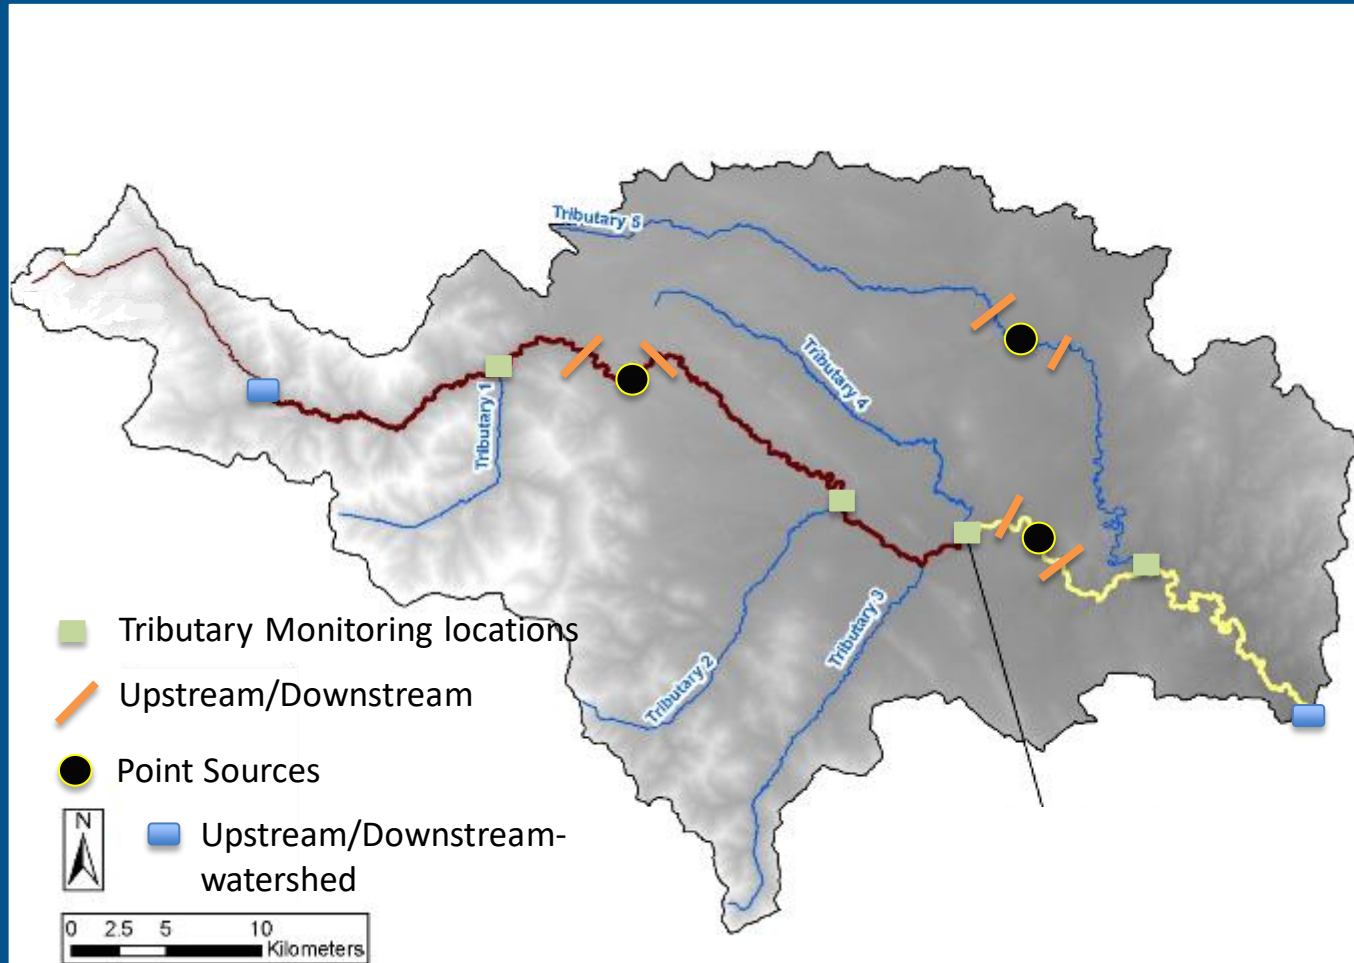 Tributary 5
Tributary 4
Tributary 1
Tributary 3
Tributary 2
Tributary Monitoring locations
Upstream/Downstream
Point Sources
Upstream/Downstream-
watershed
N
0 2.5 5 10
Kilometers